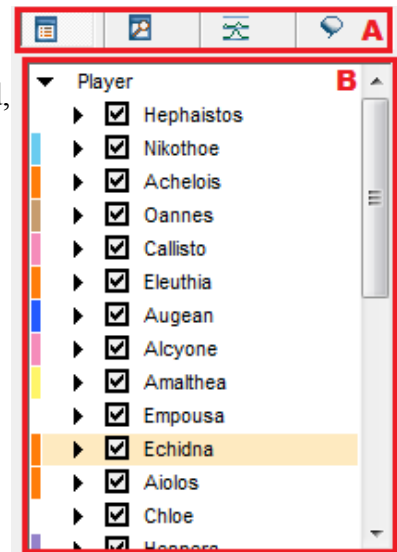 A
Player B
Hephaistos
Nikothoe
Achelois
Oannes
Callisto
Eleuthia
Augean
Alcyone
Amalthea
Empousa
Echidna
Aiolos
Chloe